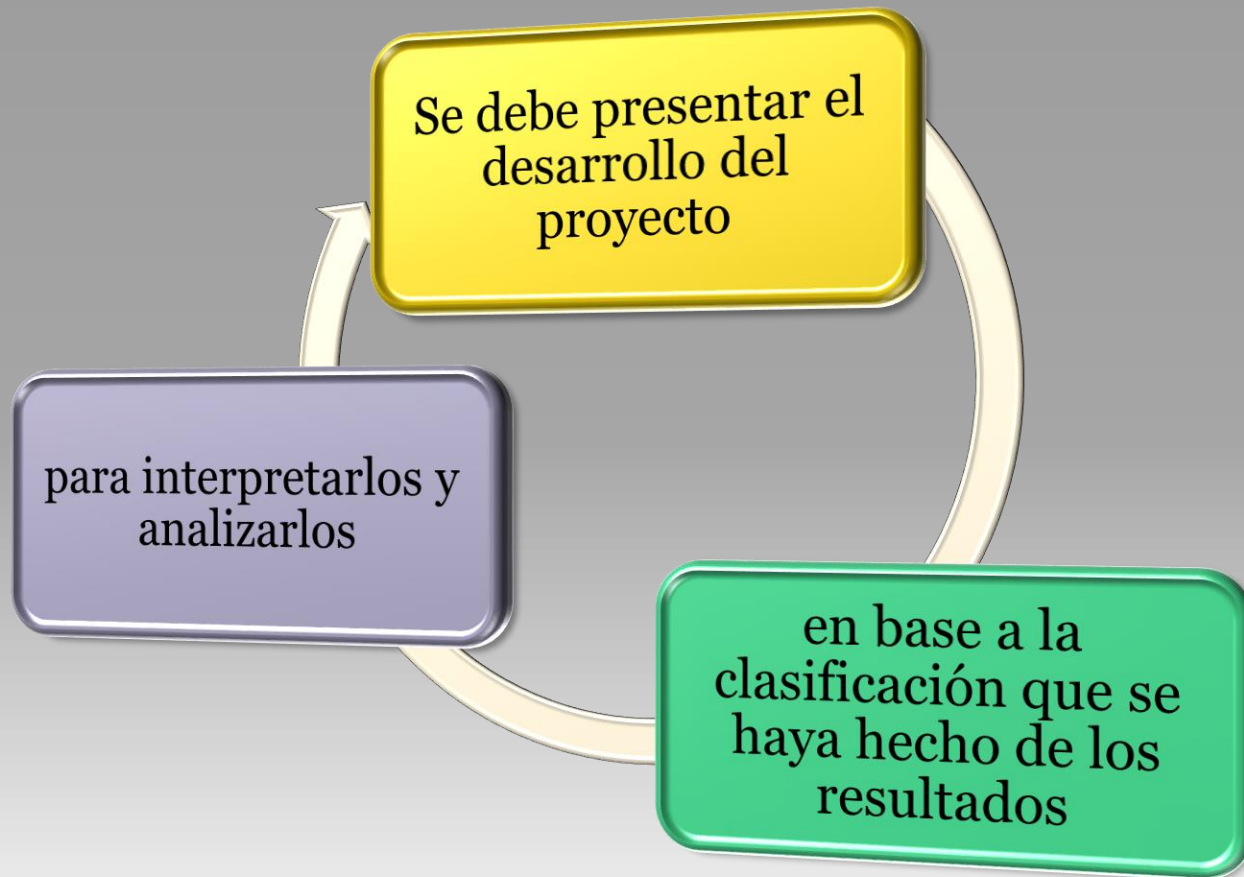 Se debe presentar el
desarrollo del
proyecto
en base a la
clasificación que se
haya hecho de los
resultados
para interpretarlos y
analizarlos